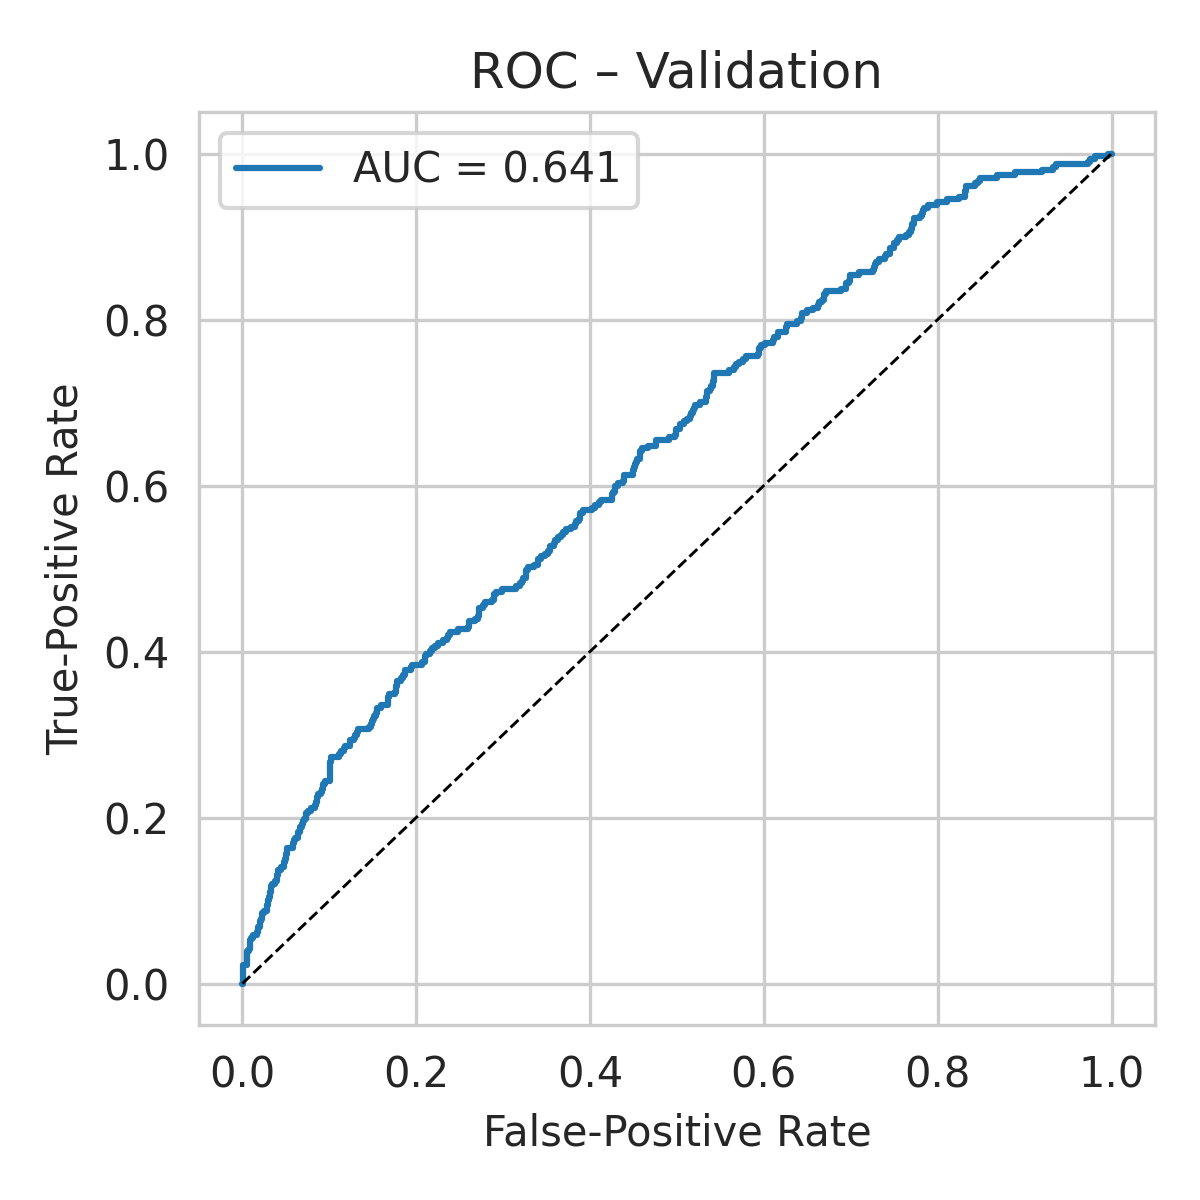 ROC – Validation
AUC = 0.641
1.0
0.8
0.6
0.4
0.2
0.0
True-Positive Rate
0.0 0.2 0.4 0.6 0.8 1.0
False-Positive Rate